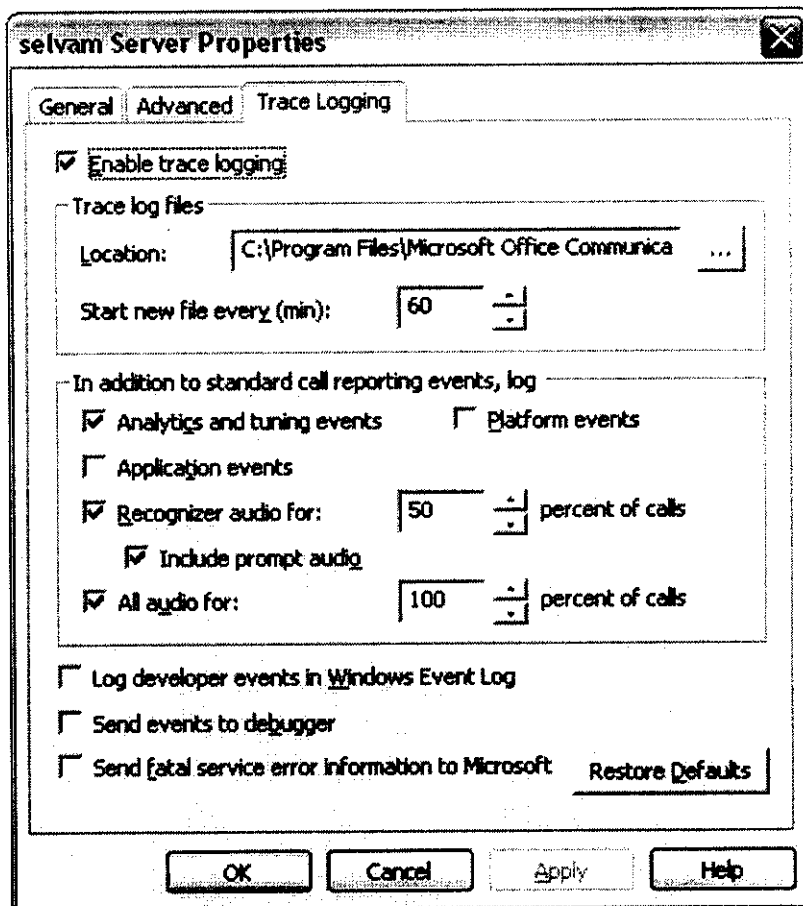 selvam Server Properties
General Advanced Trace Logging
Enable trace logging
Trace log files
Location: C:\Program Files\Microsoft Office Communica ...
Start new file every (min): 60
In addition to standard call reporting events, log
Analytics and tuning events Platform events
Application events
Recognizer audio for: 50 percent of calls
Include prompt audio
All audio for: 100 percent of calls
Log developer events in Windows Event Log
Send events to debugger
Send fatal service error information to Microsoft Restore Defaults
OK Cancel Apply Help